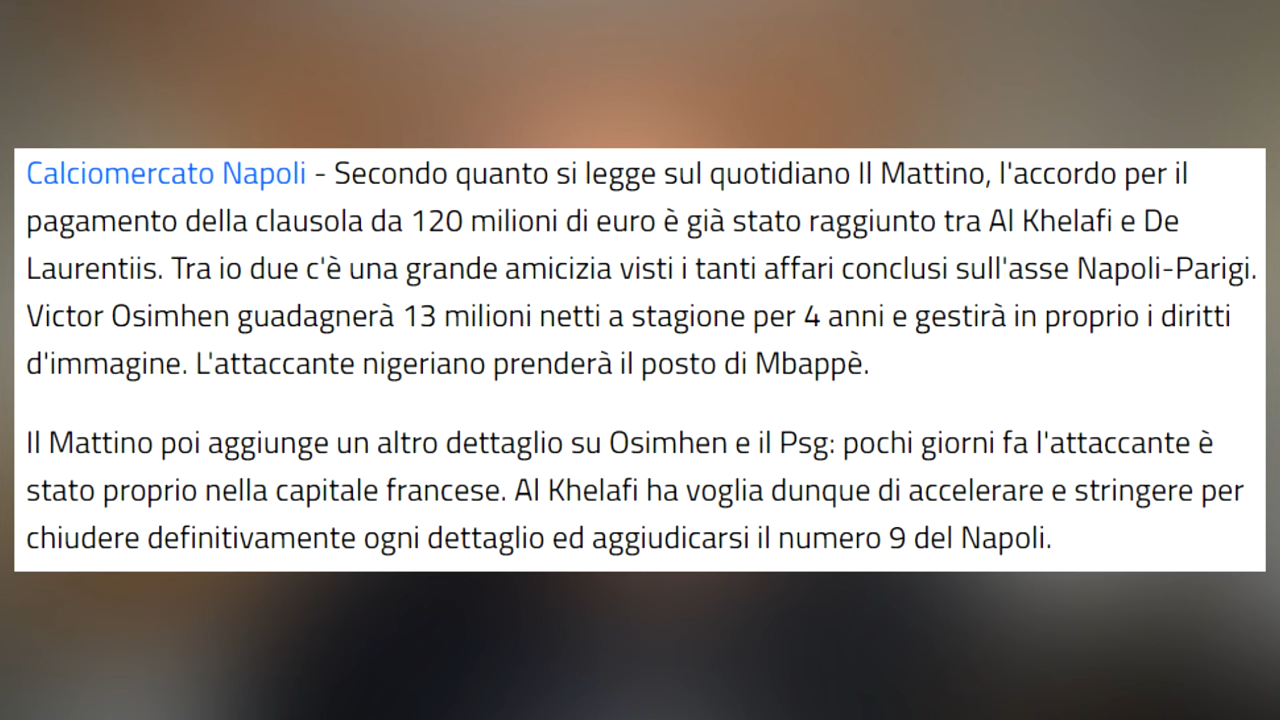 Calciomercato Napoli - Secondo quanto si legge sul quotidiano Il Mattino, l'accordo per il
pagamento della clausola da 120 milioni di euro è già stato raggiunto tra Al Khelafi e De
Laurentiis. Tra io due c'è una grande amicizia visti i tanti affari conclusi sull'asse Napoli-Parigi.
Victor Osimhen guadagnerà 13 milioni netti a stagione per 4 anni e gestirà in proprio i diritti
d'immagine. L'attaccante nigeriano prenderà il posto di Mbappè.
Il Mattino poi aggiunge un altro dettaglio su Osimhen e il Psg: pochi giorni fa l'attaccante è
stato proprio nella capitale francese. Al Khelafi ha voglia dunque di accelerare e stringere per
chiudere definitivamente ogni dettaglio ed aggiudicarsi il numero 9 del Napoli.